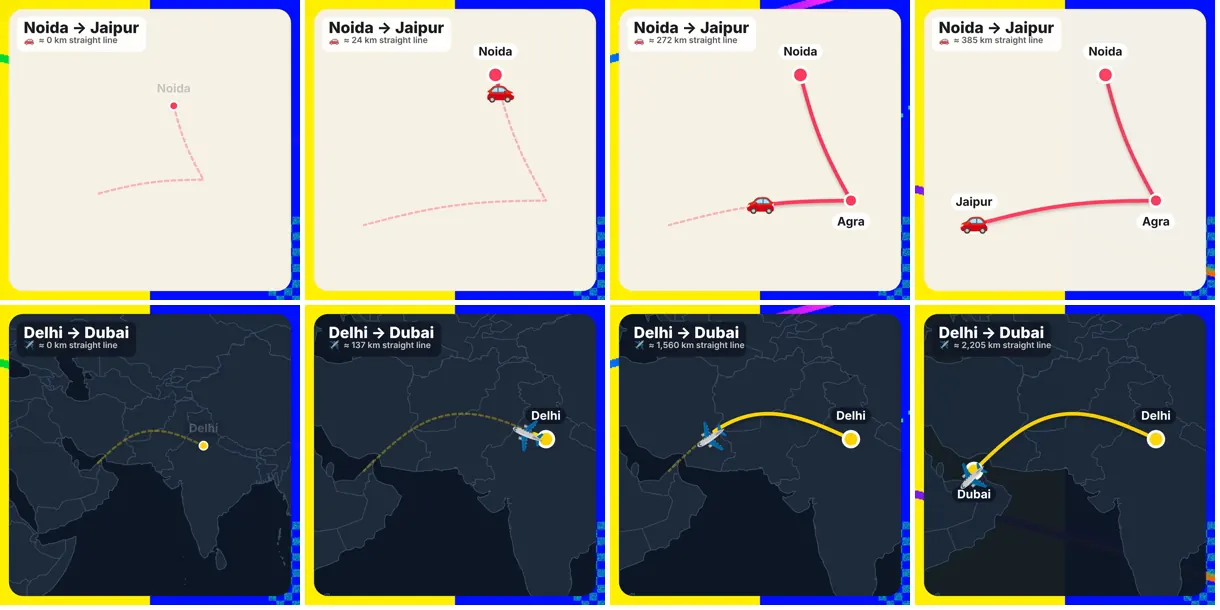 Noida → Jaipur
🚗 ≈ 0 km straight line
Noida
Noida → Jaipur
🚗 ≈ 24 km straight line
Noida
Noida → Jaipur
🚗 ≈ 272 km straight line
Noida
Agra
Noida → Jaipur
🚗 ≈ 385 km straight line
Noida
Jaipur
Agra
Delhi → Dubai
✈️ ≈ 0 km straight line
Delhi
Delhi → Dubai
✈️ ≈ 137 km straight line
Delhi
Delhi → Dubai
✈️ ≈ 1,560 km straight line
Delhi
Delhi → Dubai
✈️ ≈ 2,205 km straight line
Delhi
Dubai